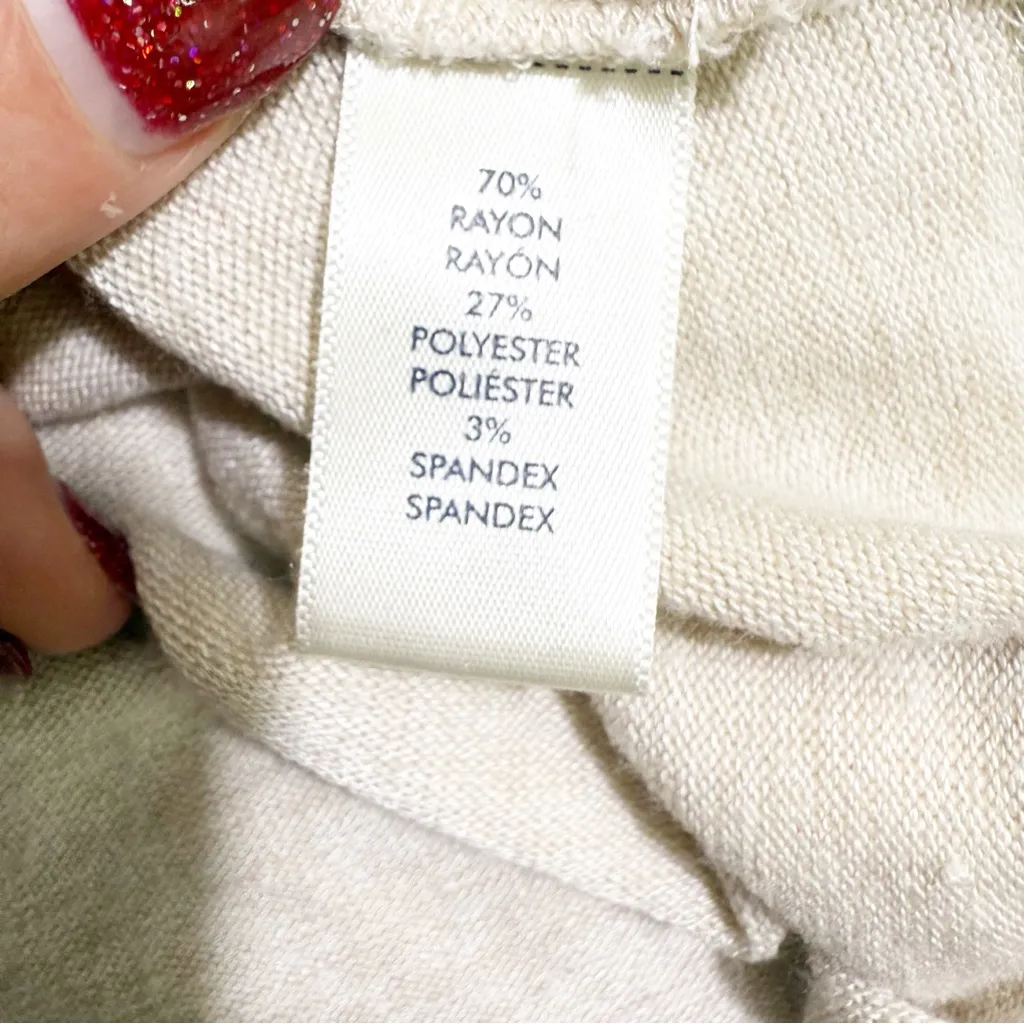 70%
RAYON
RAYÓN
27%
POLYESTER
POLIÉSTER
3%
SPANDEX
SPANDEX